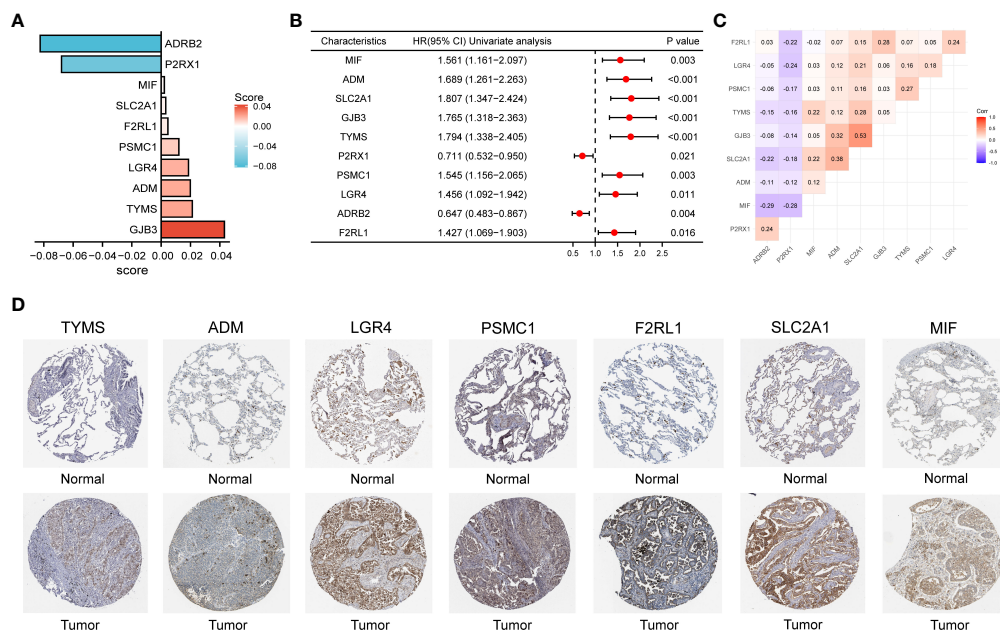 A
ADRB2
P2RX1
MIF
SLC2A1
F2RL1
PSMC1
LGR4
ADM
TYMS
GJB3
−0.08 −0.06 −0.04 −0.02 0.00 0.02 0.04
score
Score
0.04
0.00
−0.04
−0.08
B
Characteristics HR(95% CI) Univariate analysis P value
MIF 1.561 (1.161−2.097) 0.003
ADM 1.689 (1.261−2.263) <0.001
SLC2A1 1.807 (1.347−2.424) <0.001
GJB3 1.765 (1.318−2.363) <0.001
TYMS 1.794 (1.338−2.405) <0.001
P2RX1 0.711 (0.532−0.950) 0.021
PSMC1 1.545 (1.156−2.065) 0.003
LGR4 1.456 (1.092−1.942) 0.011
ADRB2 0.647 (0.483−0.867) 0.004
F2RL1 1.427 (1.069−1.903) 0.016
0.5 1.0 1.5 2.0 2.5
C
F2RL1 0.03 -0.22 -0.02 0.07 0.15 0.28 0.07 0.05 0.24
LGR4 -0.05 -0.24 0.03 0.12 0.21 0.06 0.16 0.18
PSMC1 -0.06 -0.17 0.03 0.11 0.16 0.03 0.27
TYMS -0.15 -0.16 0.22 0.12 0.28 0.05
GJB3 -0.08 -0.14 0.05 0.32 0.53
SLC2A1 -0.22 -0.18 0.22 0.38
ADM -0.11 -0.12 0.12
MIF -0.29 -0.28
P2RX1 0.24
ADRB2 P2RX1 MIF ADM SLC2A1 GJB3 TYMS PSMC1 LGR4
Corr
1.0
0.5
0.0
-0.5
-1.0
D
TYMS ADM LGR4 PSMC1 F2RL1 SLC2A1 MIF
Normal Normal Normal Normal Normal Normal Normal
Tumor Tumor Tumor Tumor Tumor Tumor Tumor